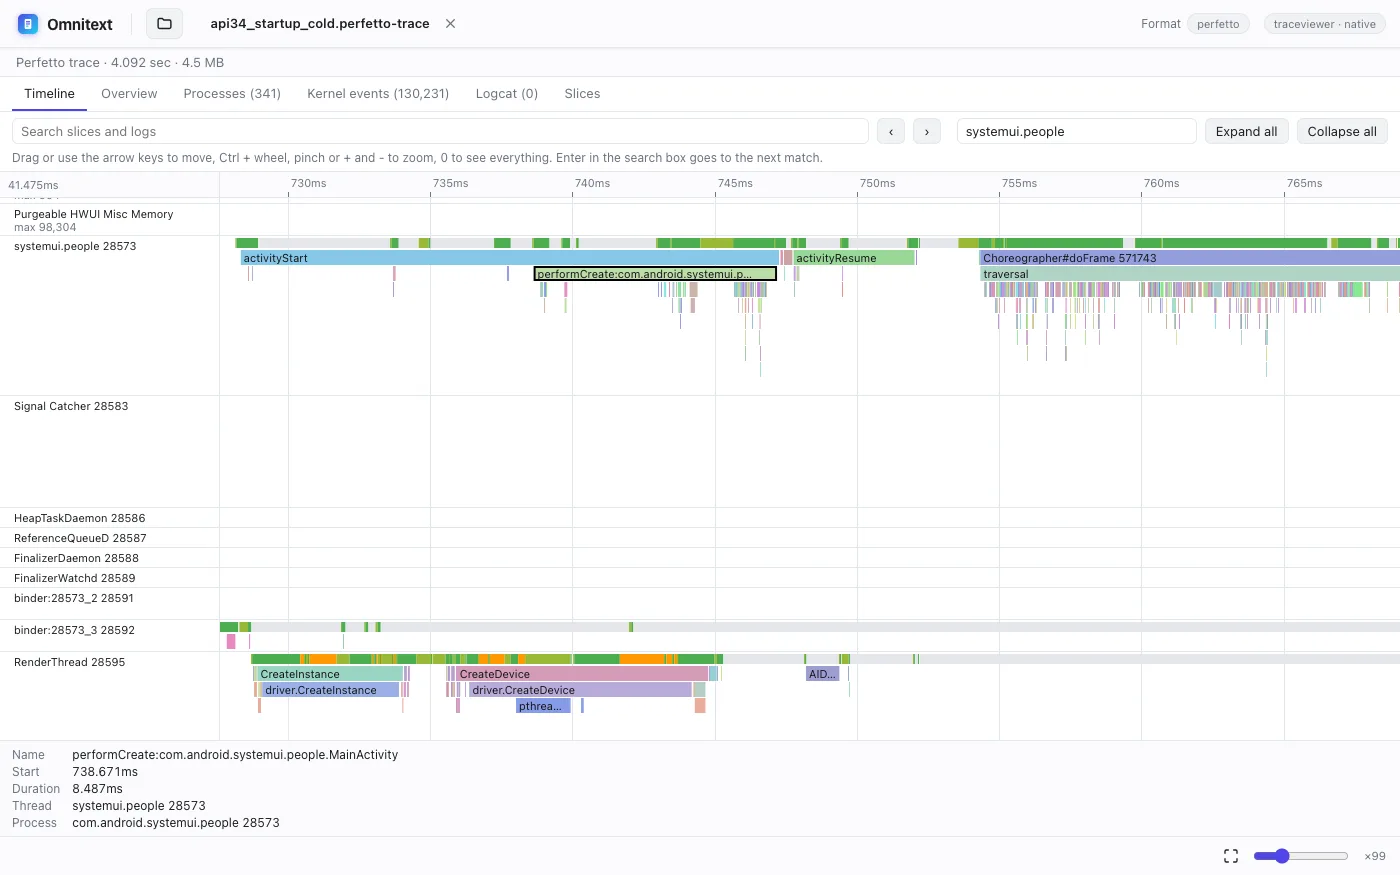 Omnitext
api34_startup_cold.perfetto-trace
Format perfetto traceviewer · native
Perfetto trace · 4.092 sec · 4.5 MB
Timeline Overview Processes (341) Kernel events (130,231) Logcat (0) Slices
Search slices and logs ‹ › systemui.people Expand all Collapse all
Drag or use the arrow keys to move, Ctrl + wheel, pinch or + and - to zoom, 0 to see everything. Enter in the search box goes to the next match.
41.475ms 730ms 735ms 740ms 745ms 750ms 755ms 760ms 765ms
Purgeable HWUI Misc Memory
max 98,304
systemui.people 28573
activityStart activityResume Choreographer#doFrame 571743
performCreate:com.android.systemui.p... traversal
Signal Catcher 28583
HeapTaskDaemon 28586
ReferenceQueueD 28587
FinalizerDaemon 28588
FinalizerWatchd 28589
binder:28573_2 28591
binder:28573_3 28592
RenderThread 28595
CreateInstance CreateDevice AID...
driver.CreateInstance driver.CreateDevice
pthrea...
Name performCreate:com.android.systemui.people.MainActivity
Start 738.671ms
Duration 8.487ms
Thread systemui.people 28573
Process com.android.systemui.people 28573
×99